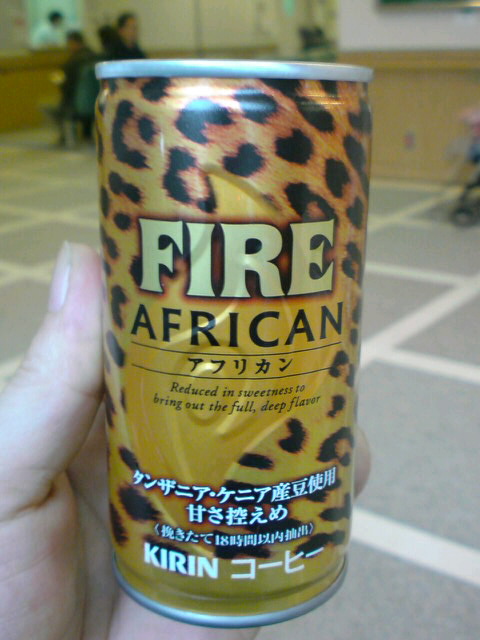 FIRE
AFRICAN
アフリカン
Reduced in sweetness to
bring out the full, deep flavor
タンザニア・ケニア産豆使用
甘さ控えめ
〈挽きたて18時間以内抽出〉
KIRIN コーヒー